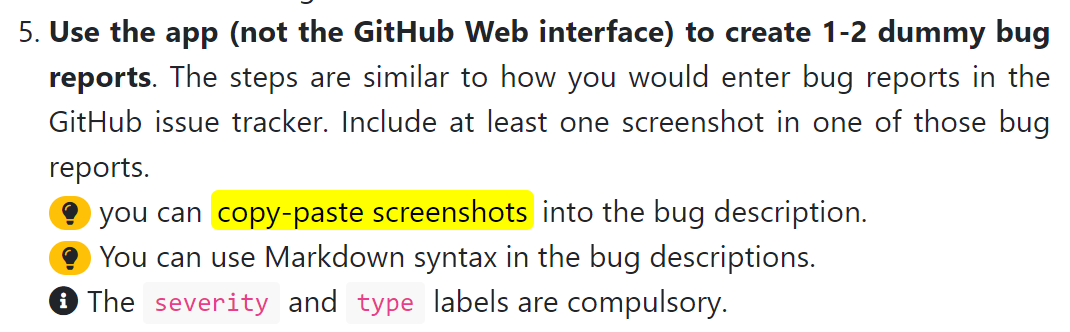 5. Use the app (not the GitHub Web interface) to create 1-2 dummy bug
reports. The steps are similar to how you would enter bug reports in the
GitHub issue tracker. Include at least one screenshot in one of those bug
reports.
you can copy-paste screenshots into the bug description.
You can use Markdown syntax in the bug descriptions.
The severity and type labels are compulsory.